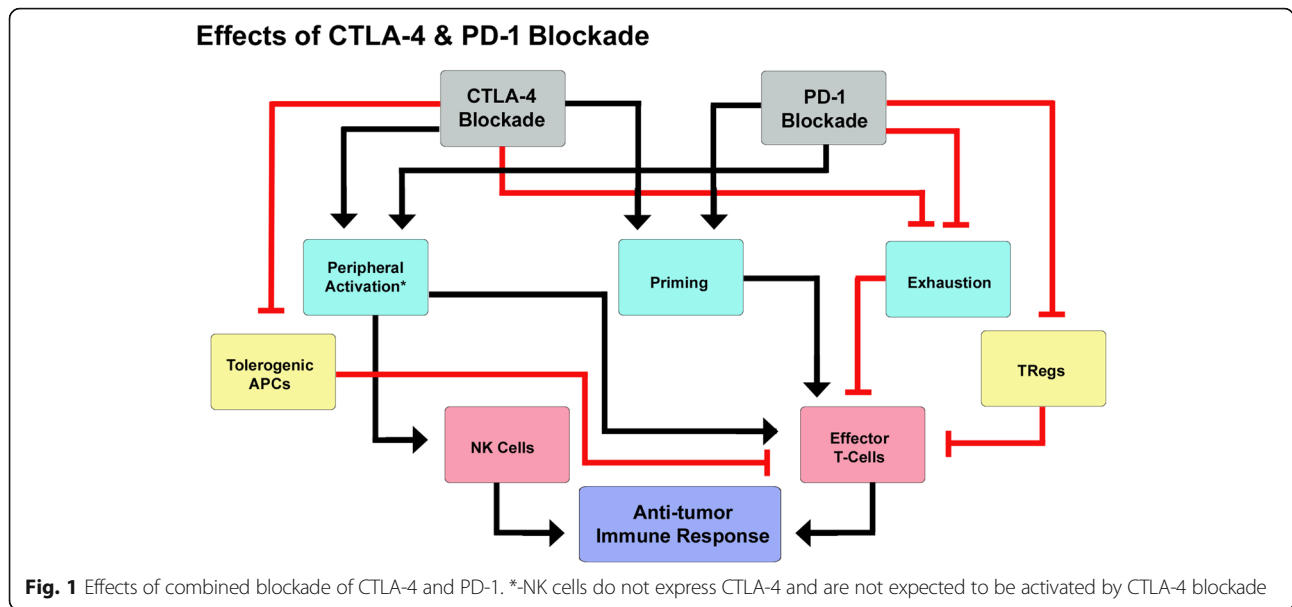 Effects of CTLA-4 & PD-1 Blockade
CTLA-4
Blockade
PD-1
Blockade
Peripheral
Activation*
Priming
Exhaustion
Tolerogenic
APCs
TRegs
NK Cells
Effector
T-Cells
Anti-tumor
Immune Response
Fig. 1 Effects of combined blockade of CTLA-4 and PD-1. *-NK cells do not express CTLA-4 and are not expected to be activated by CTLA-4 blockade